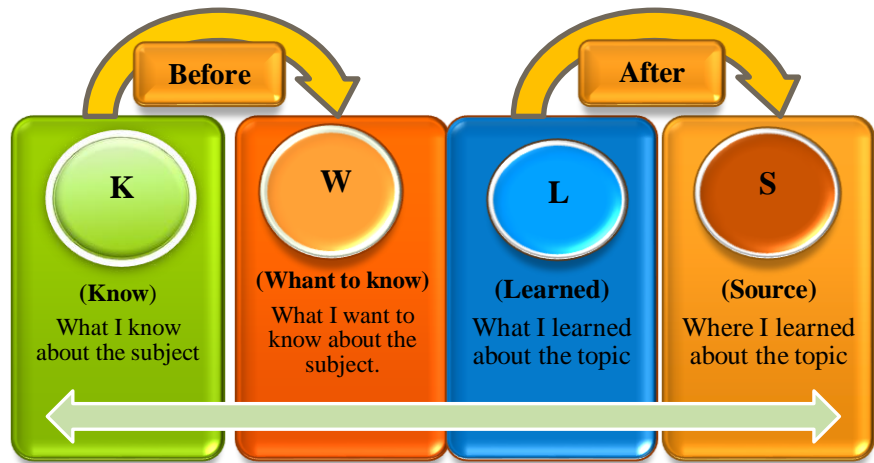 Before
After
K
(Know)
What I know
about the subject
W
(Whant to know)
What I want to
know about the
subject.
L
(Learned)
What I learned
about the topic
S
(Source)
Where I learned
about the topic